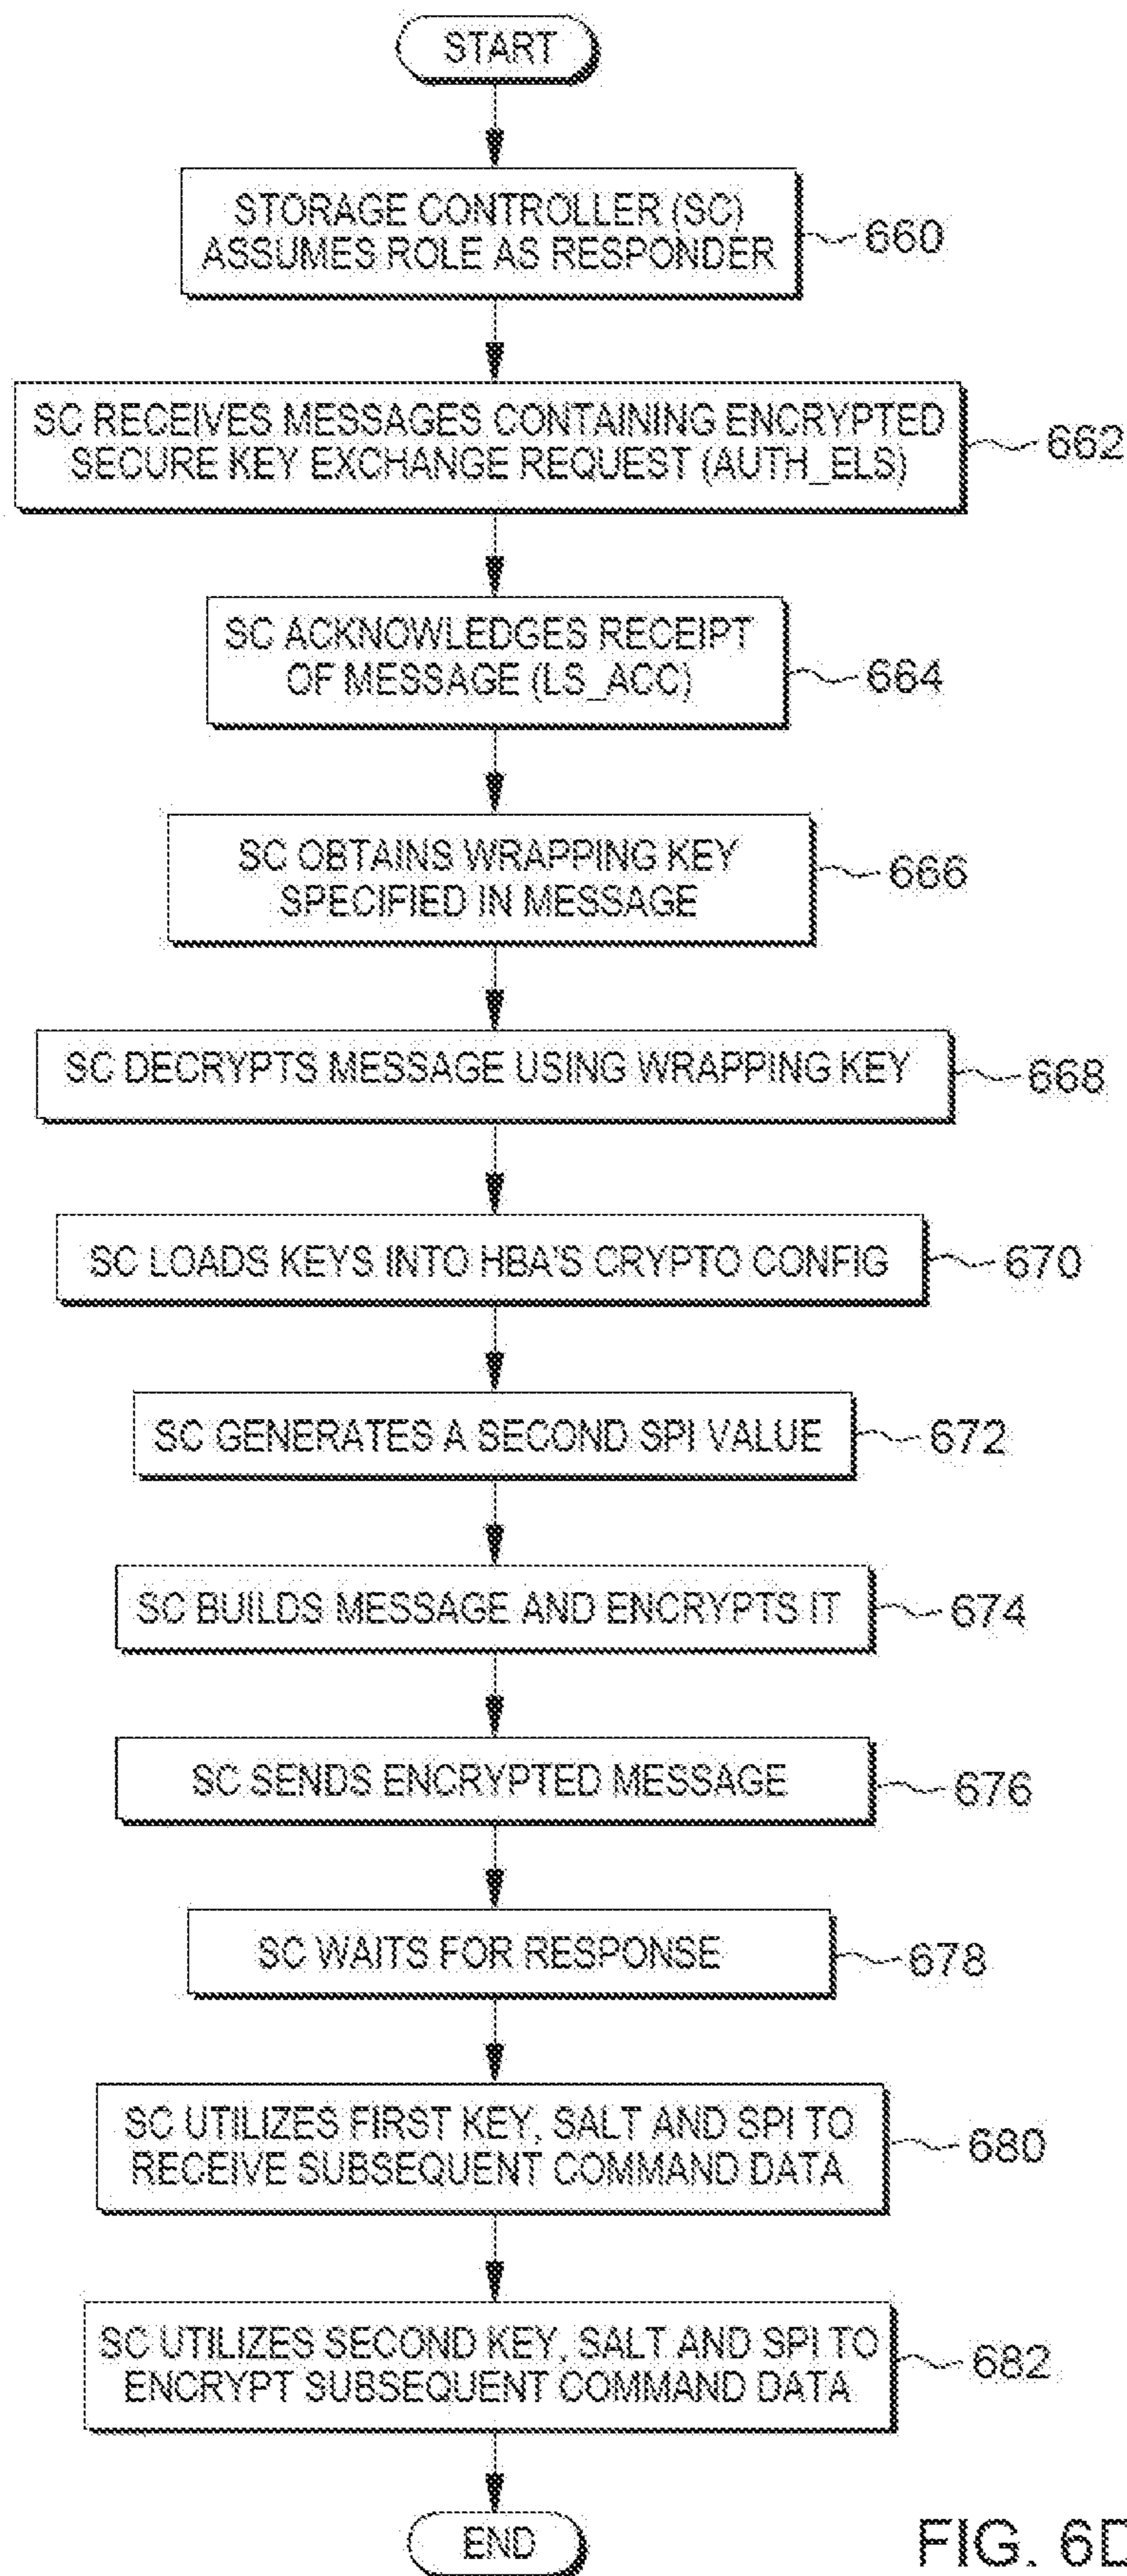 START
STORAGE CONTROLLER (SC)
ASSUMES ROLE AS RESPONDER
660
SC RECEIVES MESSAGES CONTAINING ENCRYPTED
SECURE KEY EXCHANGE REQUEST (AUTH_ELS)
662
SC ACKNOWLEDGES RECEIPT
OF MESSAGE (LS_ACC)
664
SC OBTAINS WRAPPING KEY
SPECIFIED IN MESSAGE
666
SC DECRYPTS MESSAGE USING WRAPPING KEY
668
SC LOADS KEYS INTO HBA'S CRYPTO CONFIG
670
SC GENERATES A SECOND SPI VALUE
672
SC BUILDS MESSAGE AND ENCRYPTS IT
674
SC SENDS ENCRYPTED MESSAGE
676
SC WAITS FOR RESPONSE
678
SC UTILIZES FIRST KEY, SALT AND SPI TO
RECEIVE SUBSEQUENT COMMAND DATA
680
SC UTILIZES SECOND KEY, SALT AND SPI TO
ENCRYPT SUBSEQUENT COMMAND DATA
682
END
FIG. 6D